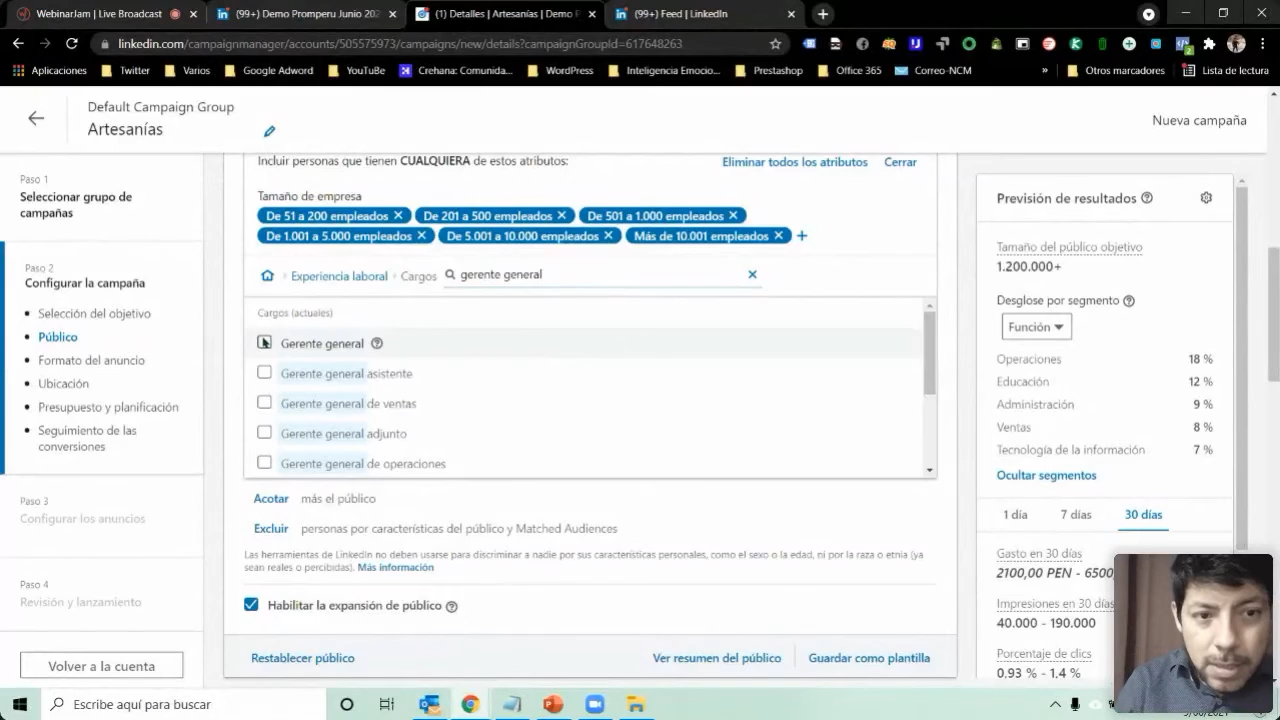 WebinarJam | Live Broadcast
(99+) Demo Promperu Junio 202
(1) Detalles | Artesanías | Demo P
(99+) Feed | LinkedIn
linkedin.com/campaignmanager/accounts/505575973/campaigns/new/details?campaignGroupId=617648263
Aplicaciones Twitter Varios Google Adword YouTube Crehana: Comunida... WordPress Inteligencia Emocio... Prestashop Office 365 Correo-NCM » Otros marcadores Lista de lectura
Default Campaign Group
Artesanías
Nueva campaña
Paso 1
Seleccionar grupo de
campañas
Paso 2
Configurar la campaña
Selección del objetivo
Público
Formato del anuncio
Ubicación
Presupuesto y planificación
Seguimiento de las
conversiones
Paso 3
Configurar los anuncios
Paso 4
Revisión y lanzamiento
Volver a la cuenta
Incluir personas que tienen CUALQUIERA de estos atributos:
Eliminar todos los atributos Cerrar
Tamaño de empresa
De 51 a 200 empleados De 201 a 500 empleados De 501 a 1.000 empleados
De 1.001 a 5.000 empleados De 5.001 a 10.000 empleados Más de 10.001 empleados
Experiencia laboral Cargos gerente general
Cargos (actuales)
Gerente general
Gerente general asistente
Gerente general de ventas
Gerente general adjunto
Gerente general de operaciones
Acotar más el público
Excluir personas por características del público y Matched Audiences
Las herramientas de LinkedIn no deben usarse para discriminar a nadie por sus características personales, como el sexo o la edad, ni por la raza o etnia (ya
sean reales o percibidas). Más información
Habilitar la expansión de público
Restablecer público Ver resumen del público Guardar como plantilla
Previsión de resultados
Tamaño del público objetivo
1.200.000+
Desglose por segmento
Función
Operaciones 18 %
Educación 12 %
Administración 9 %
Ventas 8 %
Tecnología de la información 7 %
Ocultar segmentos
1 día 7 días 30 días
Gasto en 30 días
2100,00 PEN - 6500,
Impresiones en 30 días
40.000 - 190.000
Porcentaje de clics
0.93 % - 1.4 %
Escribe aquí para buscar